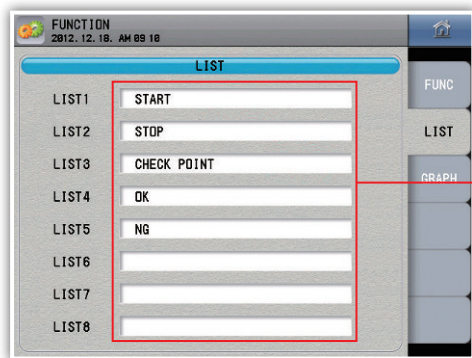 FUNCTION
2012. 12. 18. AM 09 10
LIST
FUNC
LIST1 START
LIST2 STOP
LIST
LIST3 CHECK POINT
GRAPH
LIST4 OK
LIST5 NG
LIST6
LIST7
LIST8